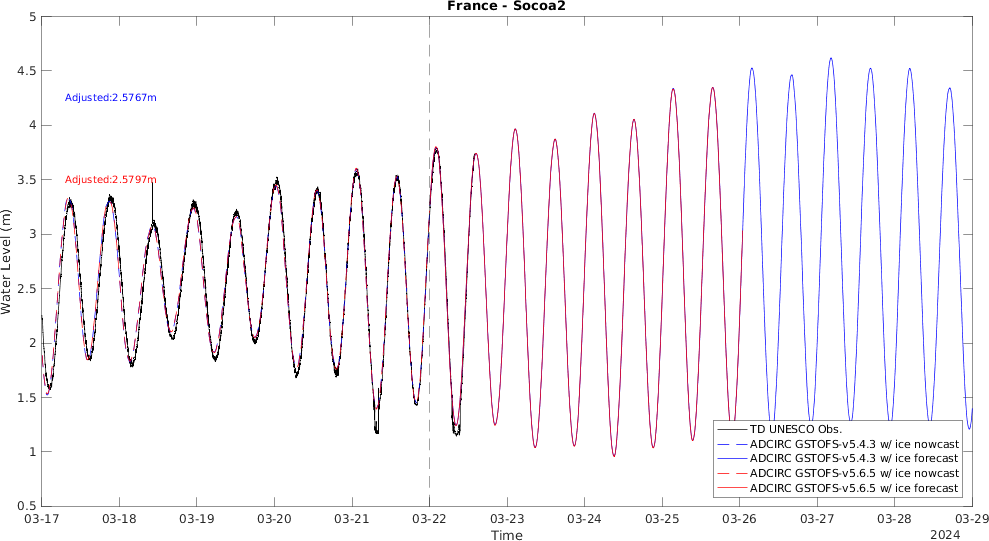 France - Socoa2
5
4.5
4
3.5
3
2.5
2
1.5
1
0.5
Water Level (m)
Adjusted:2.5767m
Adjusted:2.5797m
TD UNESCO Obs.
ADCIRC GSTOFS-v5.4.3 w/ ice nowcast
ADCIRC GSTOFS-v5.4.3 w/ ice forecast
ADCIRC GSTOFS-v5.6.5 w/ ice nowcast
ADCIRC GSTOFS-v5.6.5 w/ ice forecast
03-17 03-18 03-19 03-20 03-21 03-22 03-23 03-24 03-25 03-26 03-27 03-28 03-29
Time
2024